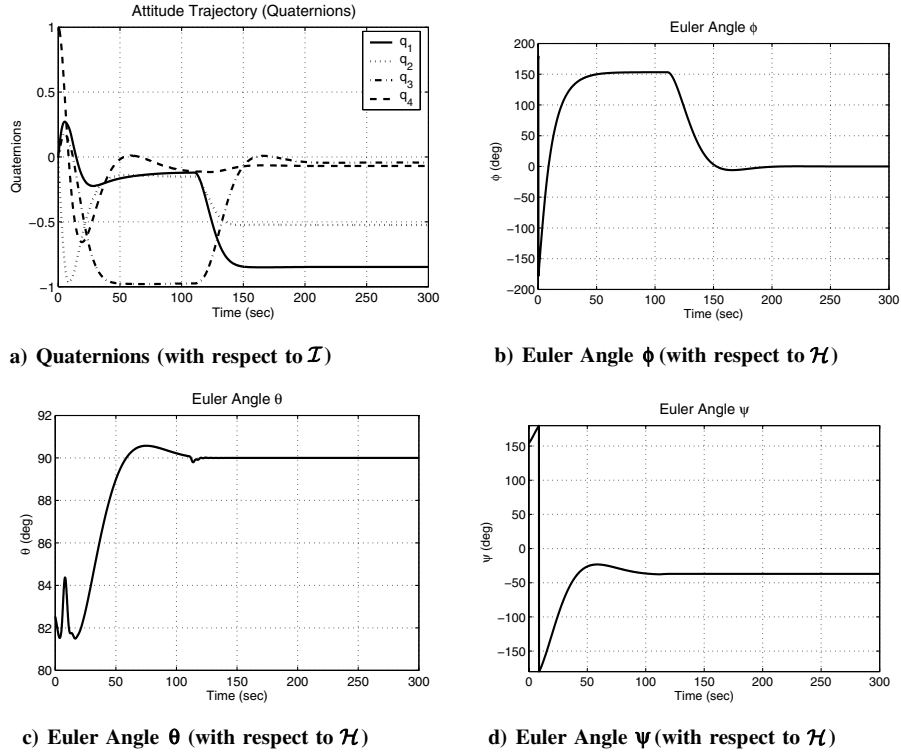 Attitude Trajectory (Quaternions)
1
0.5
0
−0.5
−1
0 50 100 150 200 250 300
Quaternions
Time (sec)
q1
q2
q3
q4
a) Quaternions (with respect to ℐ)
Euler Angle ϕ
200
150
100
50
0
−50
−100
−150
−200
0 50 100 150 200 250 300
ϕ (deg)
Time (sec)
b) Euler Angle ϕ (with respect to ℋ)
Euler Angle θ
92
90
88
86
84
82
80
0 50 100 150 200 250 300
θ (deg)
Time (sec)
c) Euler Angle θ (with respect to ℋ)
Euler Angle ψ
150
100
50
0
−50
−100
−150
0 50 100 150 200 250 300
ψ (deg)
Time (sec)
d) Euler Angle ψ (with respect to ℋ)